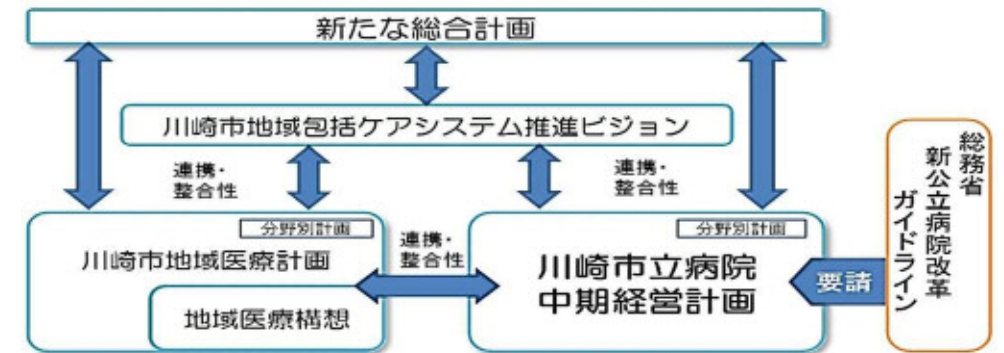 新たな総合計画
川崎市地域包括ケアシステム推進ビジョン
連携・
整合性
連携・
整合性
分野別計画
川崎市地域医療計画
地域医療構想
連携・
整合性
分野別計画
川崎市立病院
中期経営計画
要請
総務省
新公立病院改革
ガイドライン